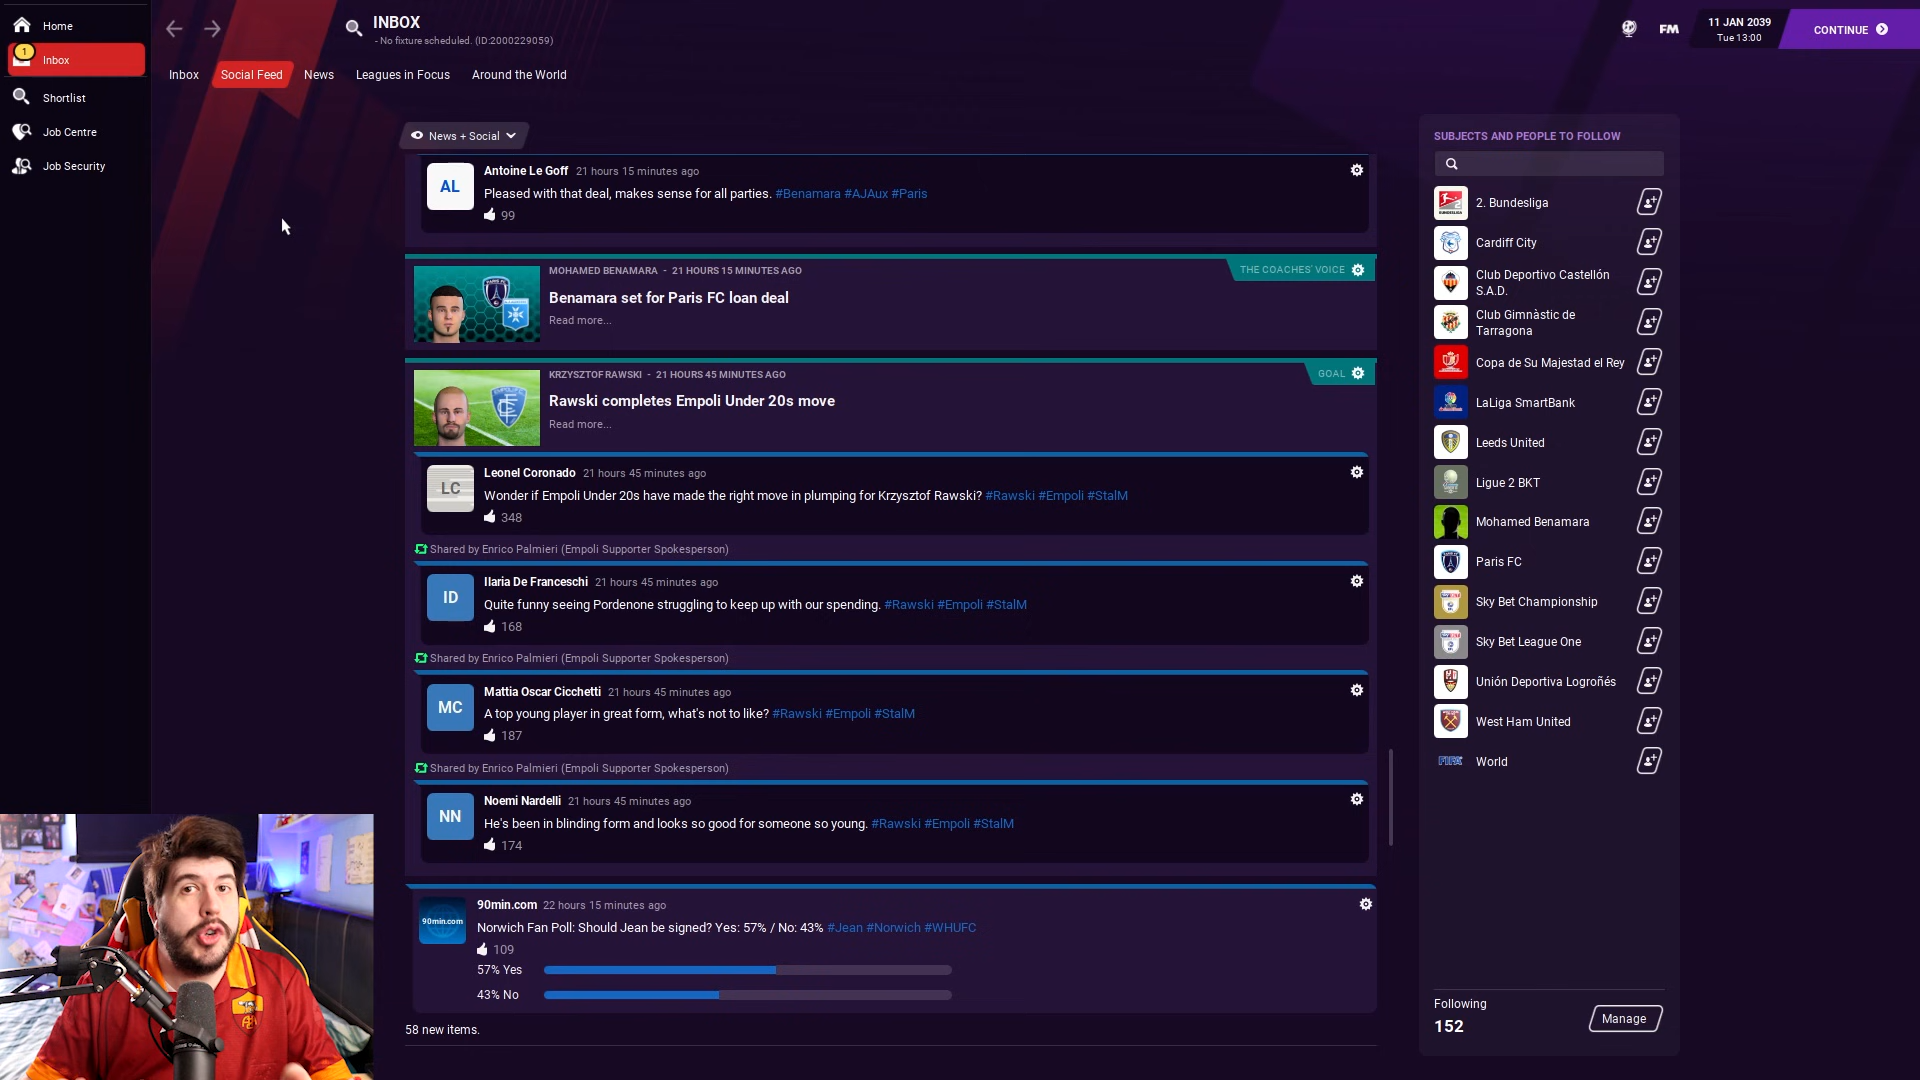 Home
1
Inbox
Shortlist
Job Centre
Job Security
INBOX
- No fixture scheduled. (ID:2000229059)
FM
11 JAN 2039
Tue 13:00
CONTINUE
Inbox
Social Feed
News
Leagues in Focus
Around the World
News + Social
AL
Antoine Le Goff 21 hours 15 minutes ago
Pleased with that deal, makes sense for all parties. #Benamara #AJAux #Paris
99
MOHAMED BENAMARA - 21 HOURS 15 MINUTES AGO
THE COACHES' VOICE
Benamara set for Paris FC loan deal
Read more...
KRZYSZTOF RAWSKI - 21 HOURS 45 MINUTES AGO
GOAL
Rawski completes Empoli Under 20s move
Read more...
LC
Leonel Coronado 21 hours 45 minutes ago
Wonder if Empoli Under 20s have made the right move in plumping for Krzysztof Rawski? #Rawski #Empoli #StalM
348
Shared by Enrico Palmieri (Empoli Supporter Spokesperson)
ID
Ilaria De Franceschi 21 hours 45 minutes ago
Quite funny seeing Pordenone struggling to keep up with our spending. #Rawski #Empoli #StalM
168
Shared by Enrico Palmieri (Empoli Supporter Spokesperson)
MC
Mattia Oscar Cicchetti 21 hours 45 minutes ago
A top young player in great form, what's not to like? #Rawski #Empoli #StalM
187
Shared by Enrico Palmieri (Empoli Supporter Spokesperson)
NN
Noemi Nardelli 21 hours 45 minutes ago
He's been in blinding form and looks so good for someone so young. #Rawski #Empoli #StalM
174
90min.com
90min.com 22 hours 15 minutes ago
Norwich Fan Poll: Should Jean be signed? Yes: 57% / No: 43% #Jean #Norwich #WHUFC
109
57% Yes
43% No
58 new items.
SUBJECTS AND PEOPLE TO FOLLOW
2. Bundesliga
Cardiff City
Club Deportivo Castellón
S.A.D.
Club Gimnàstic de
Tarragona
Copa de Su Majestad el Rey
LaLiga SmartBank
Leeds United
Ligue 2 BKT
Mohamed Benamara
Paris FC
Sky Bet Championship
Sky Bet League One
Unión Deportiva Logroñés
West Ham United
FIFA
World
Following
152
Manage